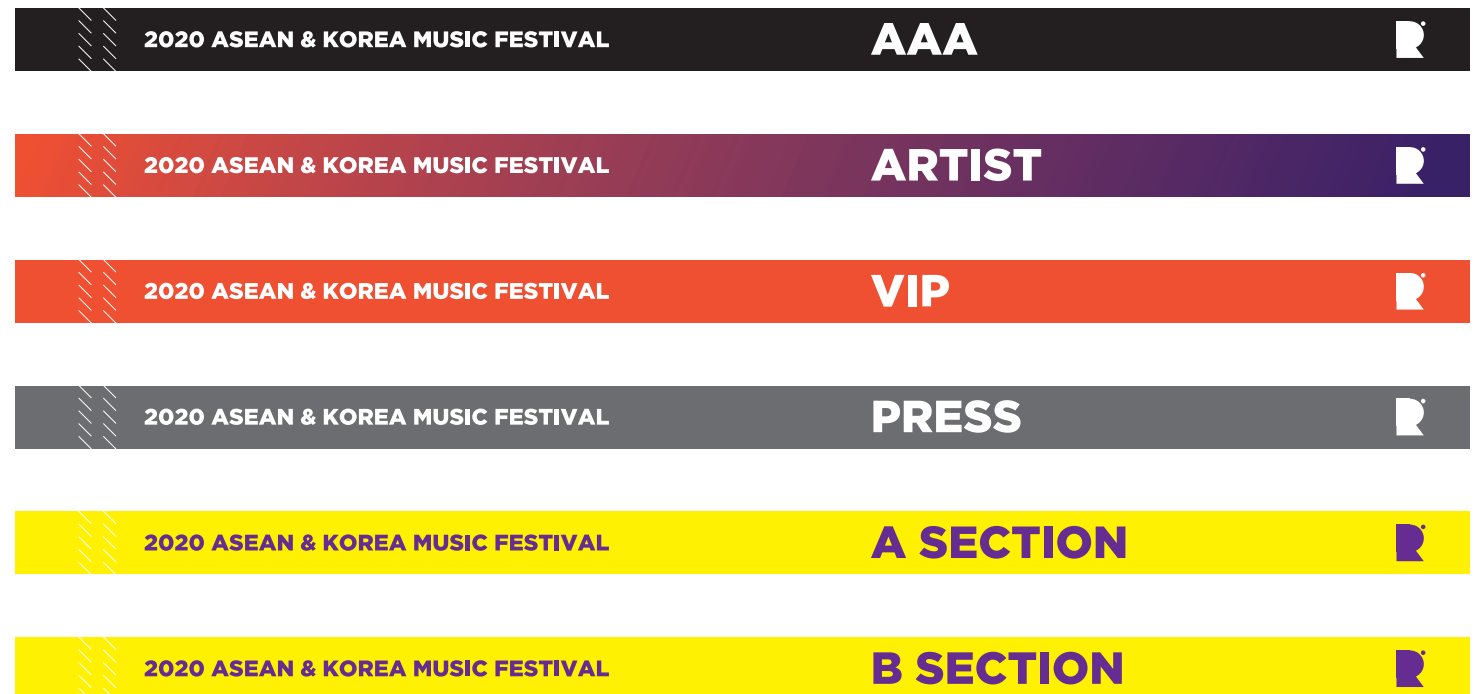 2020 ASEAN & KOREA MUSIC FESTIVAL AAA R
2020 ASEAN & KOREA MUSIC FESTIVAL ARTIST R
2020 ASEAN & KOREA MUSIC FESTIVAL VIP R
2020 ASEAN & KOREA MUSIC FESTIVAL PRESS R
2020 ASEAN & KOREA MUSIC FESTIVAL A SECTION R
2020 ASEAN & KOREA MUSIC FESTIVAL B SECTION R